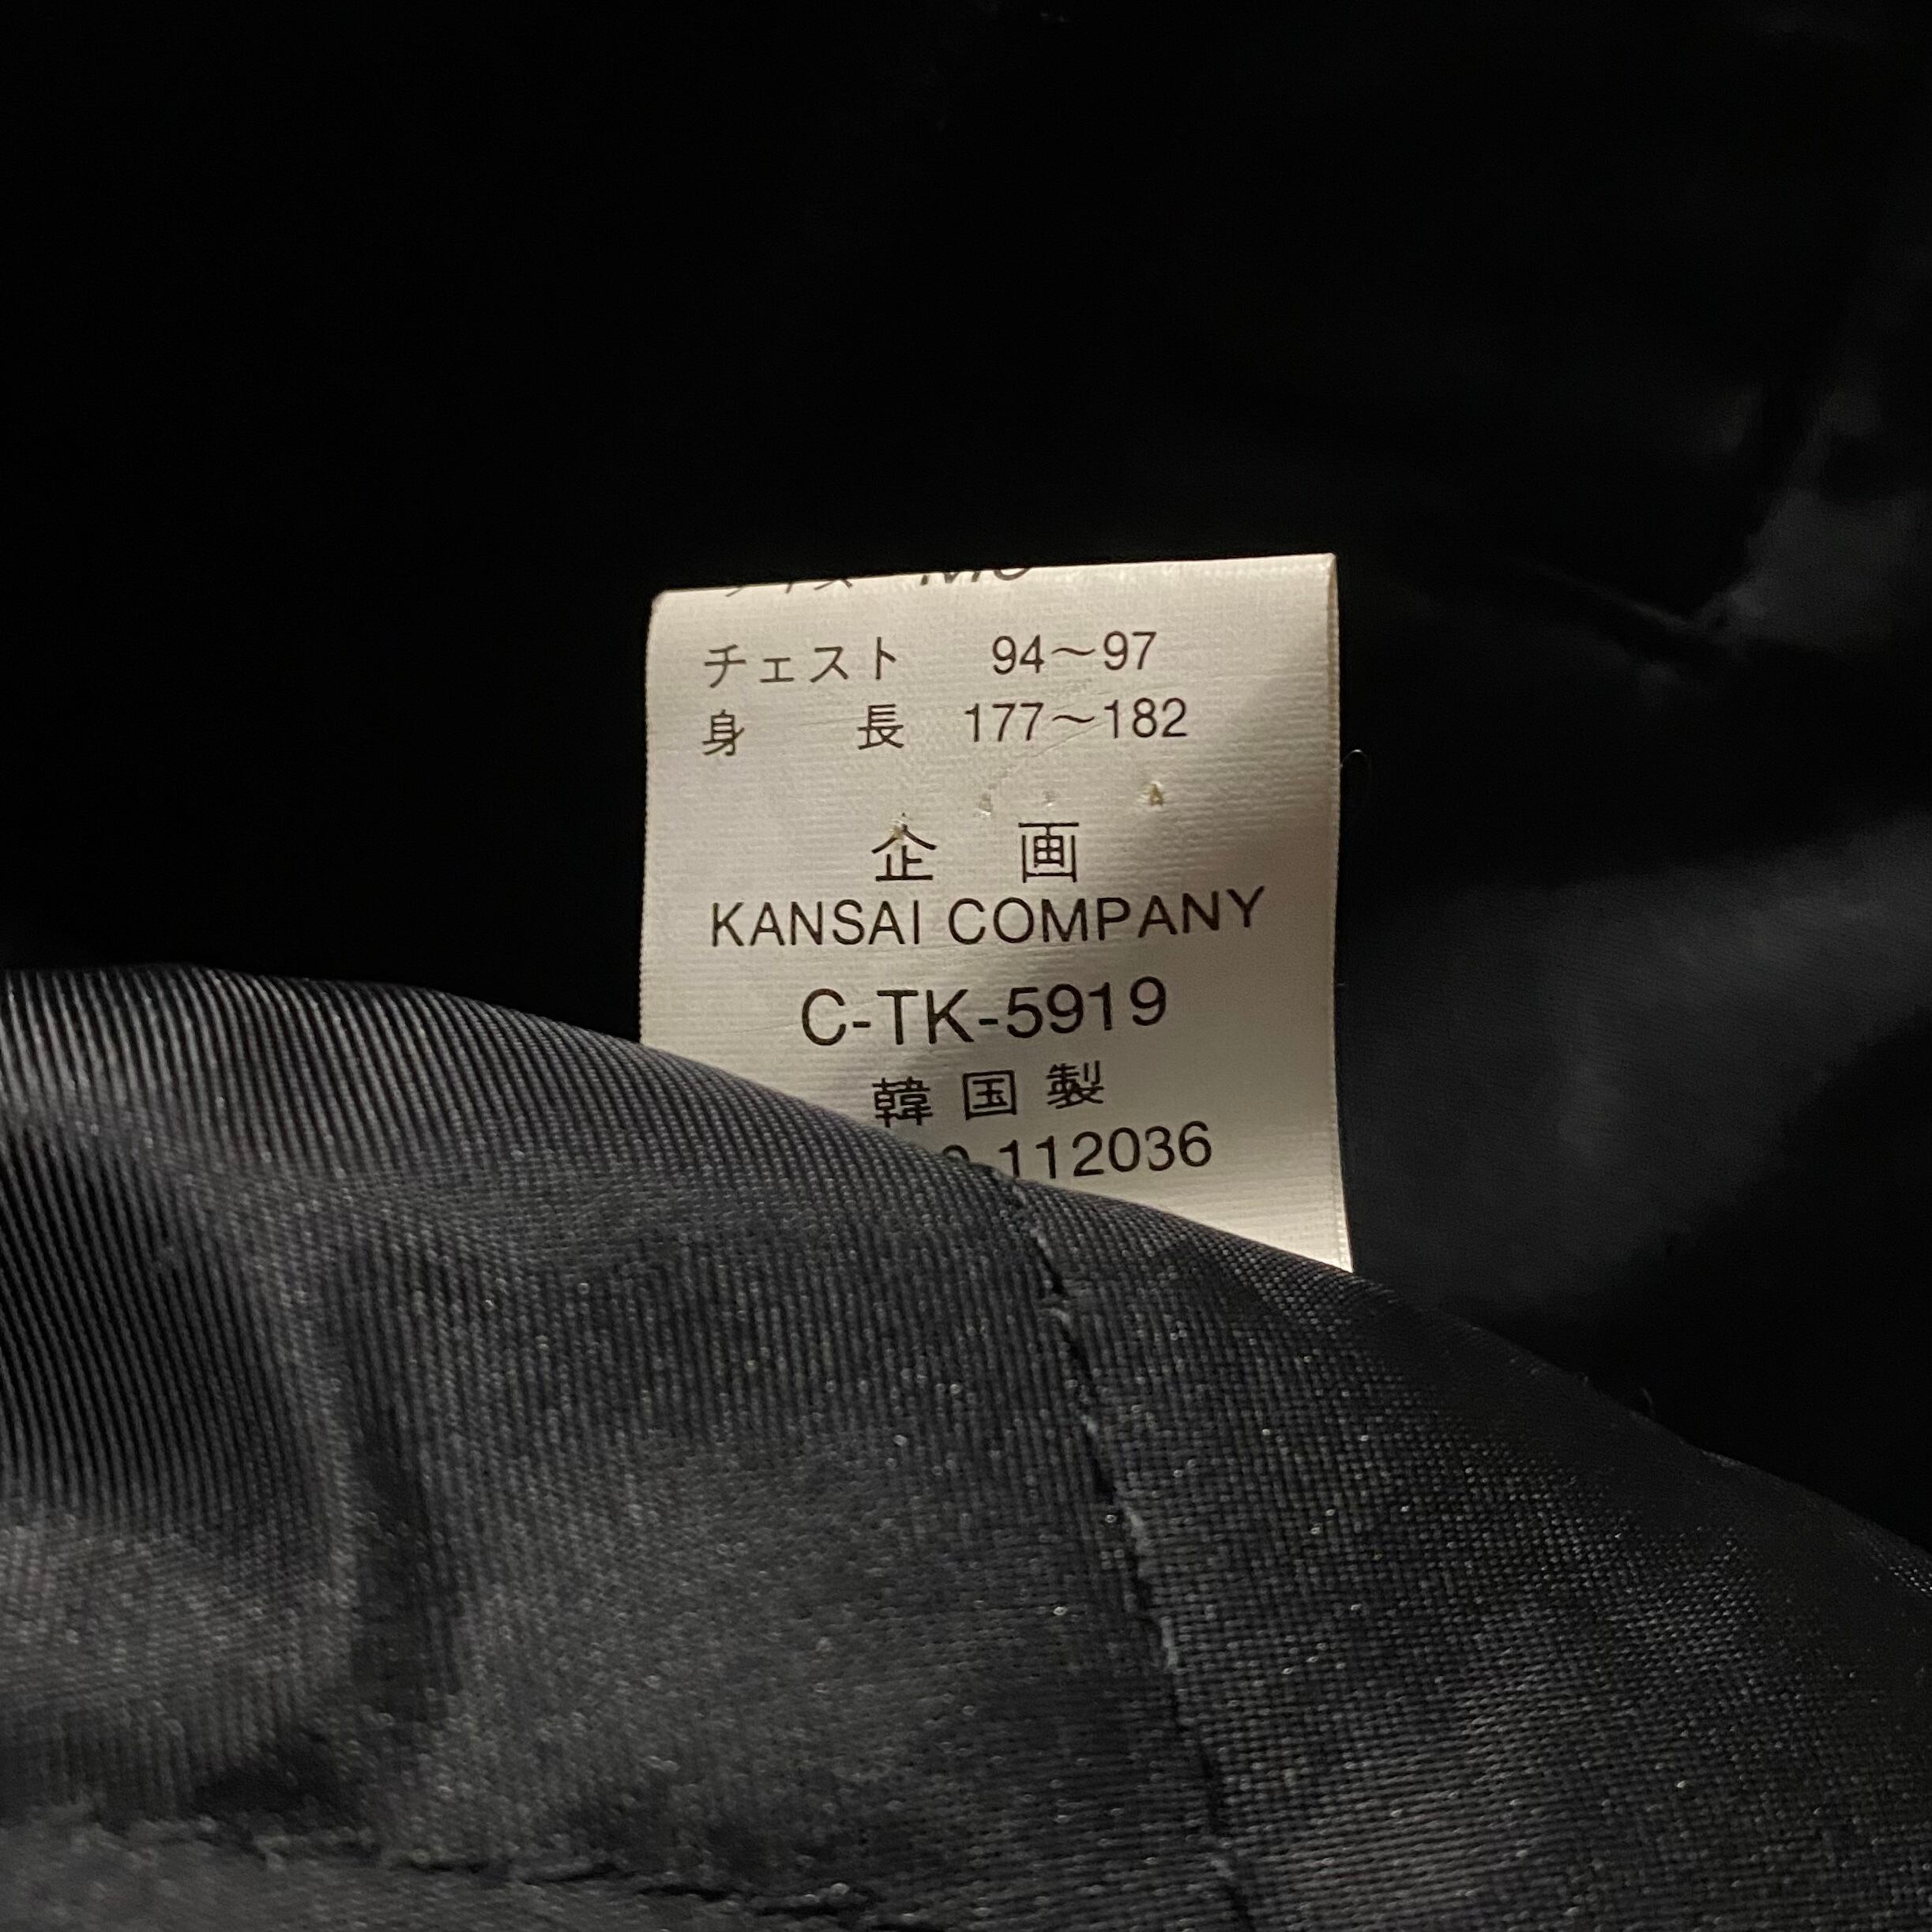 チェスト 94〜97
身長 177〜182
企画
KANSAI COMPANY
C-TK-5919
韓国製
112036